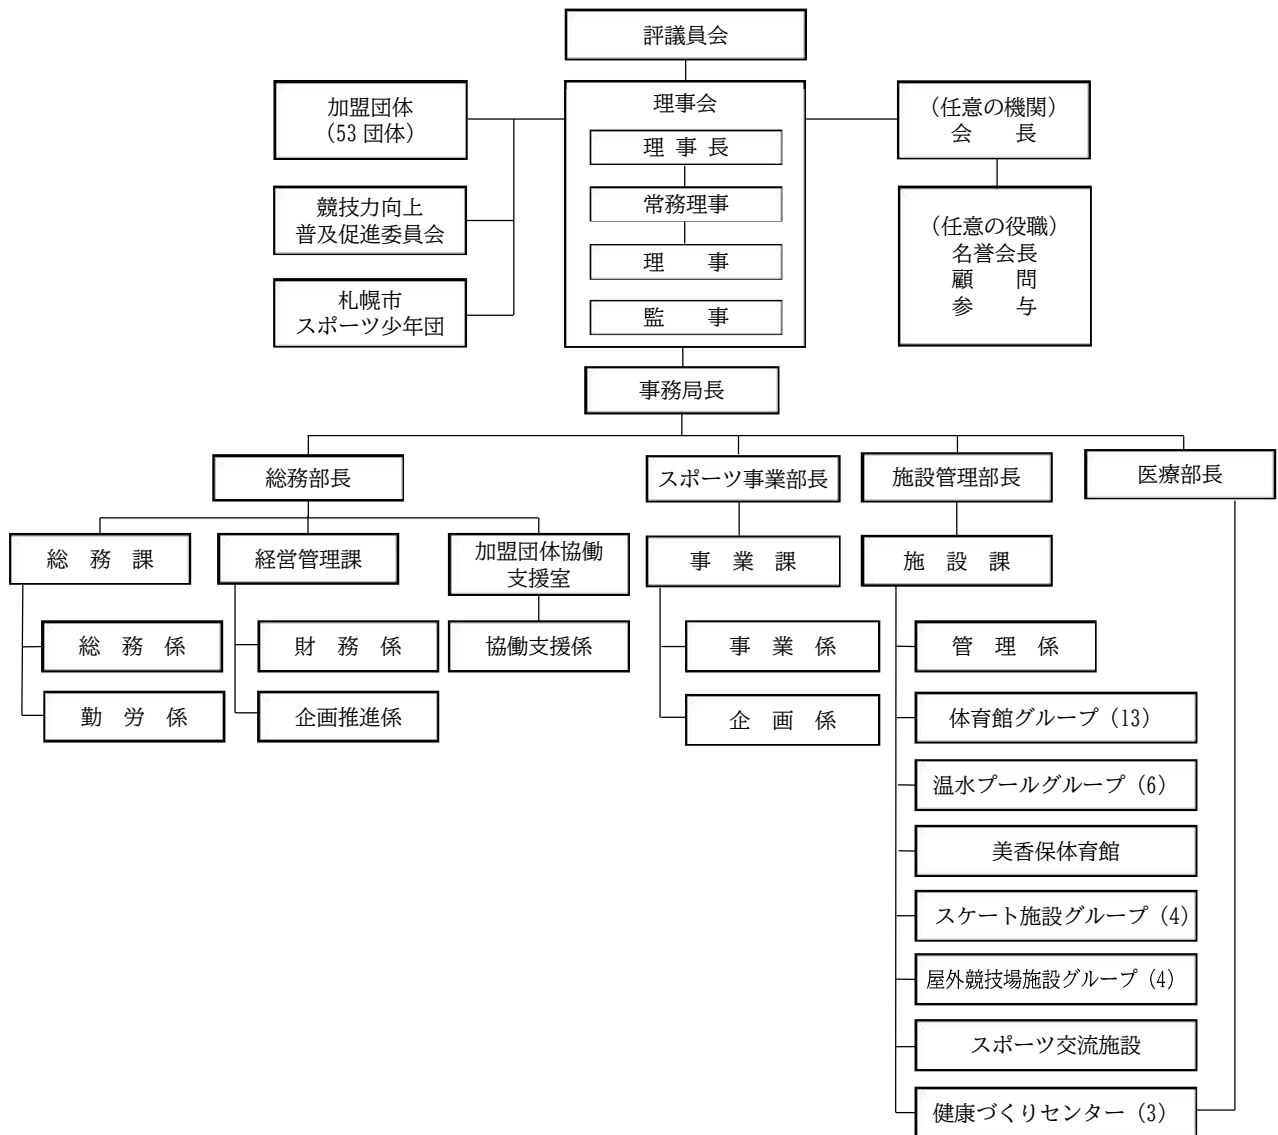 評議員会
加盟団体
（53 団体）
競技力向上
普及促進委員会
札幌市
スポーツ少年団
理事会
理 事 長
常務理事
理　　事
監　　事
（任意の機関）
会　　長
（任意の役職）
名誉会長
顧　　問
参　　与
事務局長
総務部長
スポーツ事業部長
施設管理部長
医療部長
総　務　課
経営管理課
加盟団体協働
支援室
事　業　課
施　設　課
総　務　係
勤　労　係
財　務　係
企画推進係
協働支援係
事　業　係
企　画　係
管　理　係
体育館グループ（13）
温水プールグループ（6）
美香保体育館
スケート施設グループ（4）
屋外競技場施設グループ（4）
スポーツ交流施設
健康づくりセンター（3）